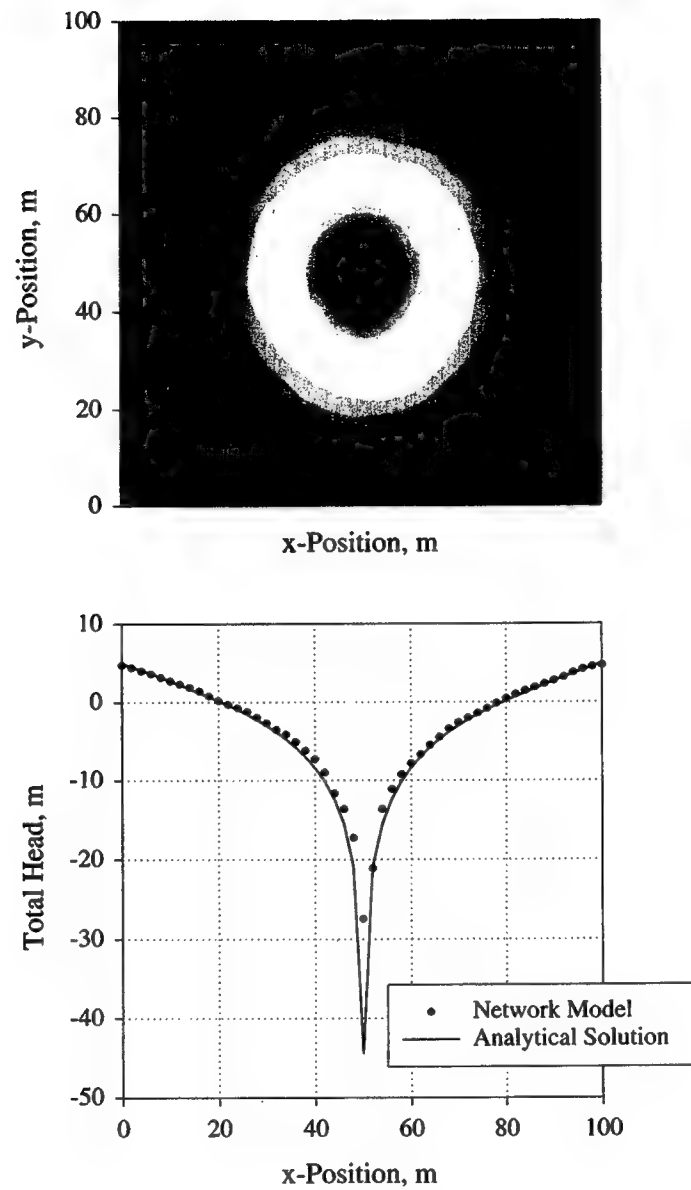 100
80
60
40
20
0
y-Position, m
x-Position, m
10
0
-10
-20
-30
-40
-50
Total Head, m
Network Model
Analytical Solution
0 20 40 60 80 100
x-Position, m